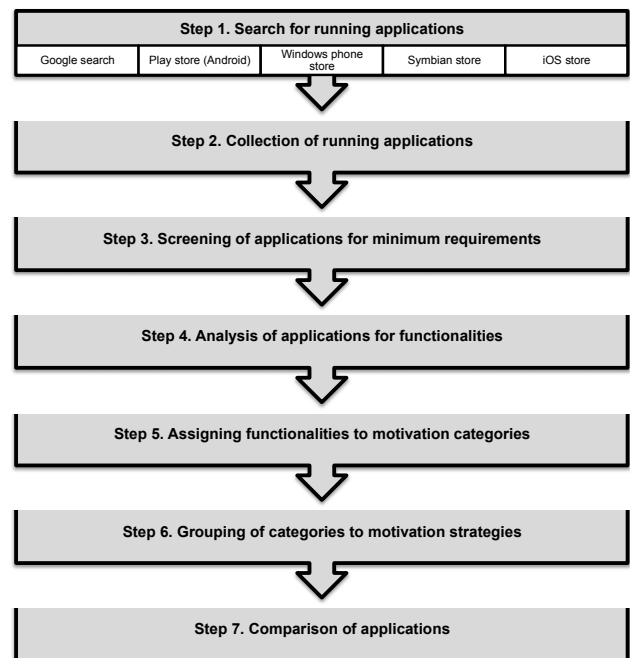 Step 1. Search for running applications
Google search
Play store (Android)
Windows phone
store
Symbian store
iOS store
Step 2. Collection of running applications
Step 3. Screening of applications for minimum requirements
Step 4. Analysis of applications for functionalities
Step 5. Assigning functionalities to motivation categories
Step 6. Grouping of categories to motivation strategies
Step 7. Comparison of applications